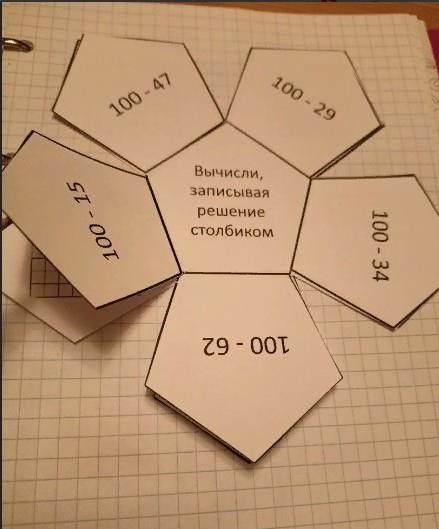 100 - 47
100 - 29
Вычисли,
записывая
решение
столбиком
100 - 15
100 - 34
100 - 62